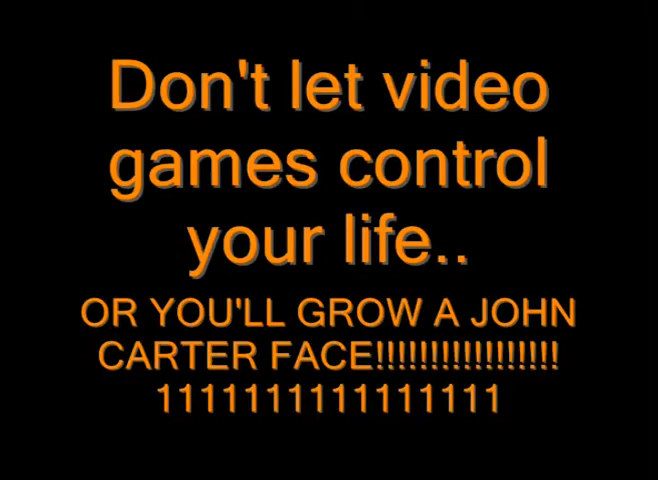 Don't let video
games control
your life..
OR YOU'LL GROW A JOHN
CARTER FACE!!!!!!!!!!!!!!!!!
1111111111111111